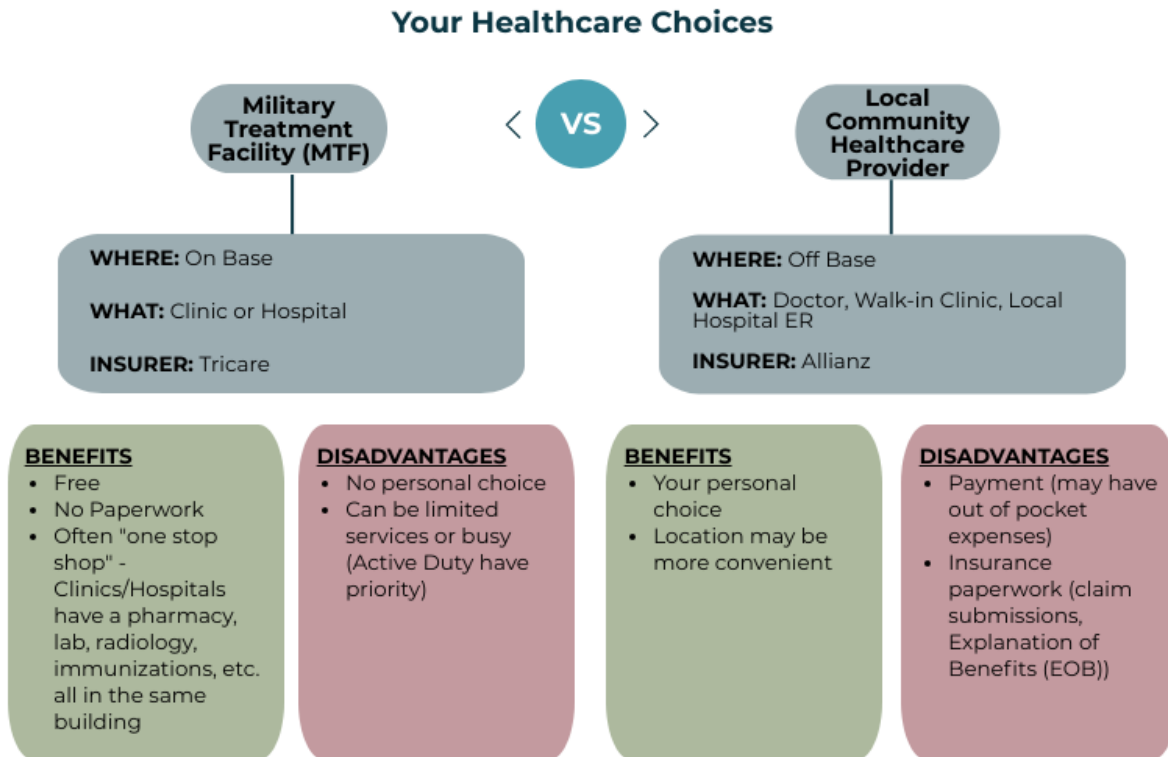 Your Healthcare Choices
Military
Treatment
Facility (MTF)
VS
Local
Community
Healthcare
Provider
WHERE: On Base
WHAT: Clinic or Hospital
INSURER: Tricare
WHERE: Off Base
WHAT: Doctor, Walk-in Clinic, Local
Hospital ER
INSURER: Allianz
BENEFITS
• Free
• No Paperwork
• Often "one stop
shop" -
Clinics/Hospitals
have a pharmacy,
lab, radiology,
immunizations, etc.
all in the same
building
DISADVANTAGES
• No personal choice
• Can be limited
services or busy
(Active Duty have
priority)
BENEFITS
• Your personal
choice
• Location may be
more convenient
DISADVANTAGES
• Payment (may have
out of pocket
expenses)
• Insurance
paperwork (claim
submissions,
Explanation of
Benefits (EOB))